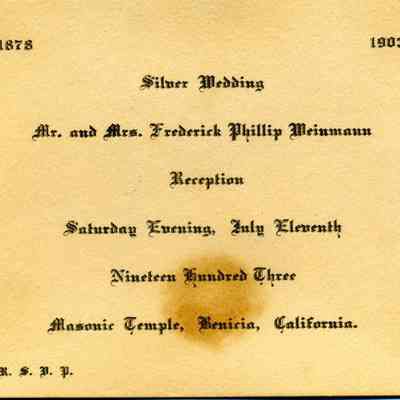 1878 1903
Silver Wedding
Mr. and Mrs. Frederick Phillip Weinmann
Reception
Saturday Evening, July Eleventh
Nineteen Hundred Three
Masonic Temple, Benicia, California.
R. S. V. P.